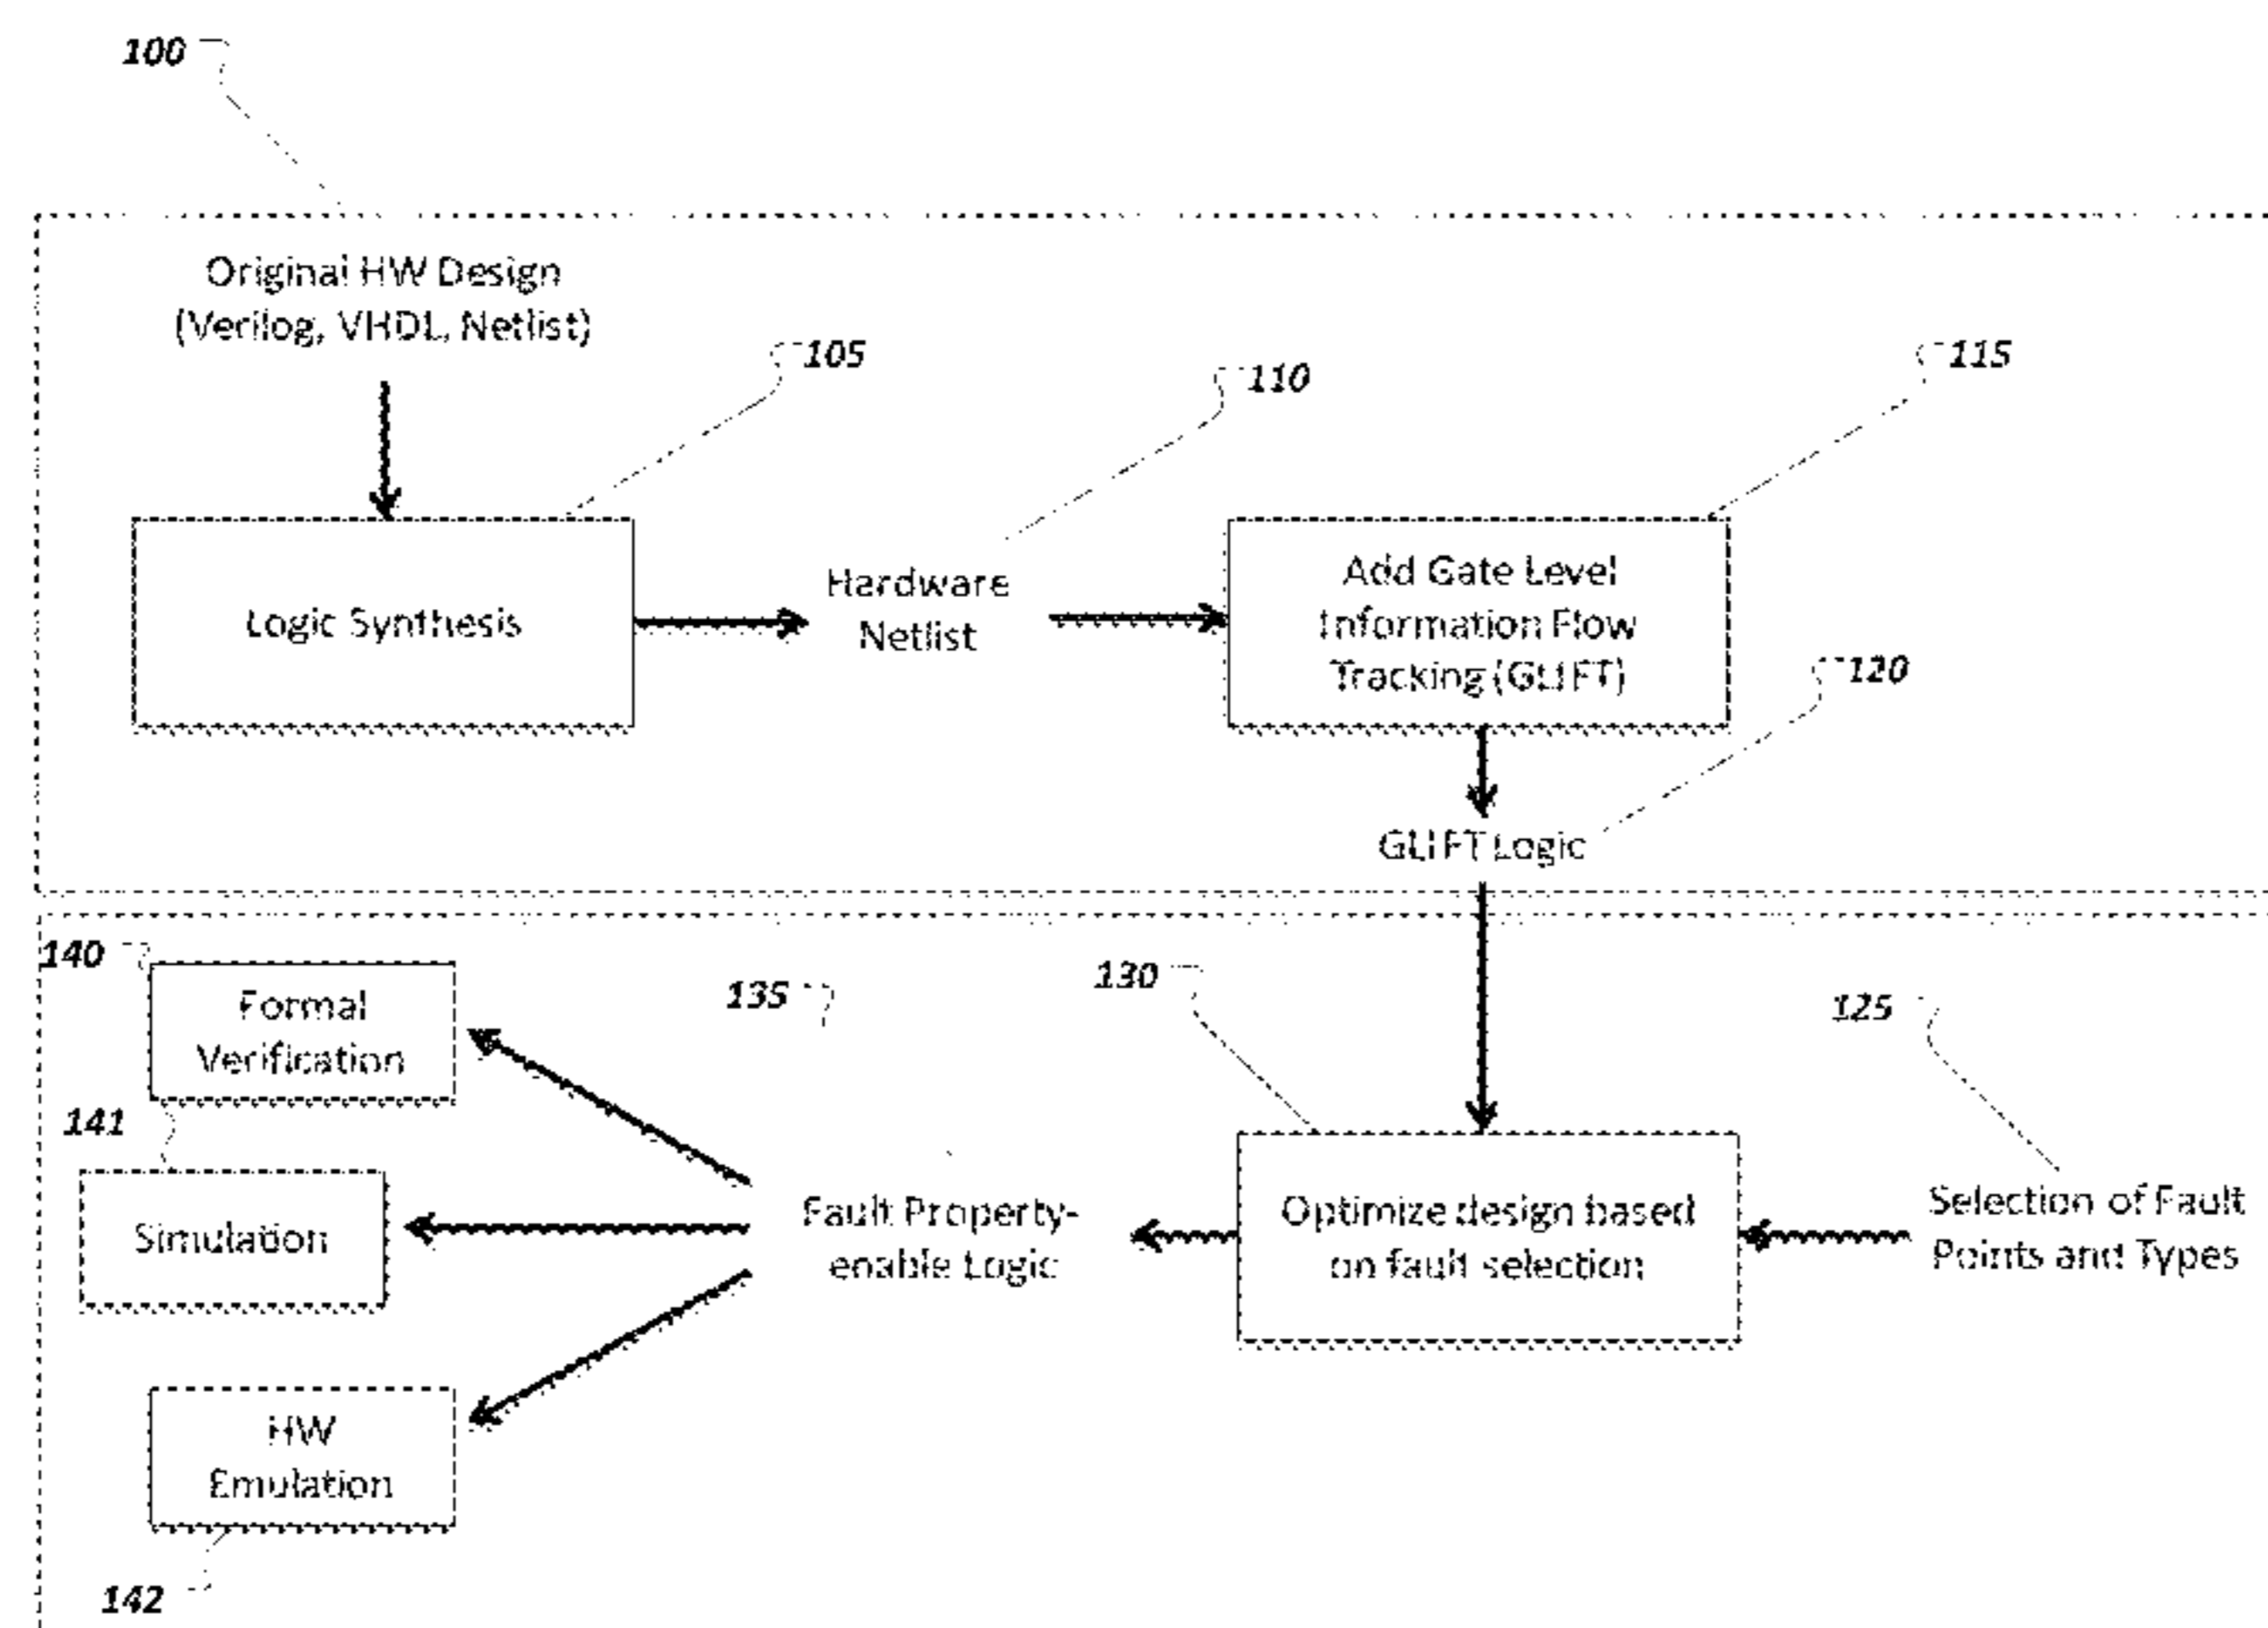 100
Original HW Design
(Verilog, VHDL, Netlist)
105
110
115
Logic Synthesis
Hardware
Netlist
Add Gate Level
Information Flow
Tracking (GLIFT)
120
GLIFT Logic
140
Formal
Verification
135
130
125
141
Simulation
Fault Property-
enable Logic
Optimize design based
on fault selection
Selection of Fault
Points and Types
HW
Emulation
142